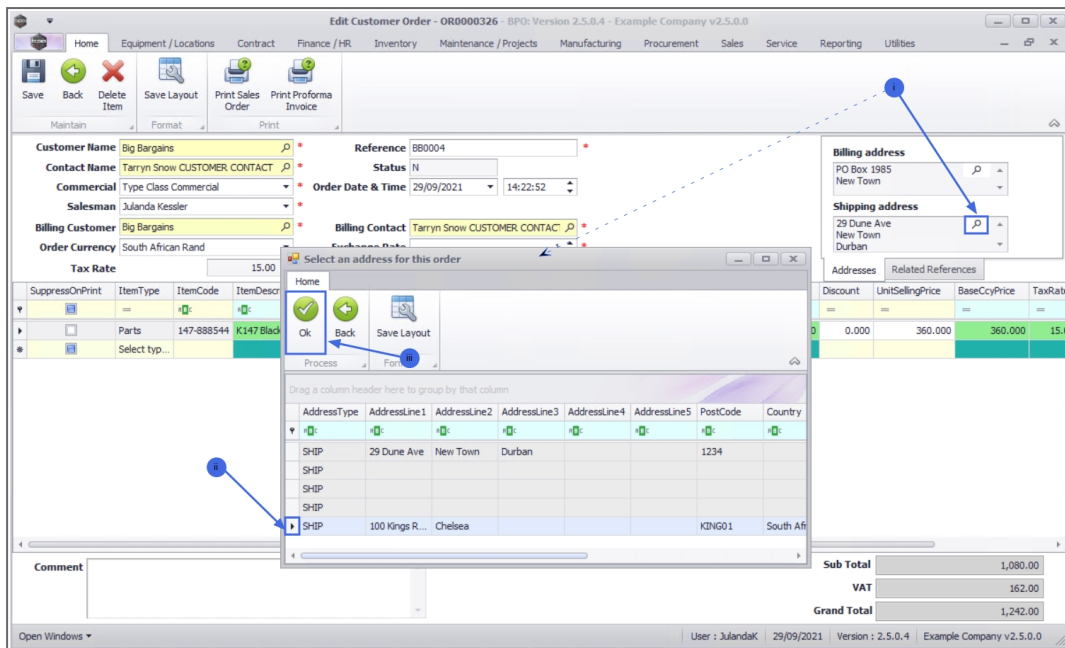 Edit Customer Order - OR0000326 - BPO: Version 2.5.0.4 - Example Company v2.5.0.0
Home Equipment / Locations Contract Finance / HR Inventory Maintenance / Projects Manufacturing Procurement Sales Service Reporting Utilities
Save Back Delete Item Save Layout Print Sales Order Print Proforma Invoice
Maintain Format Print
i
Customer Name Big Bargains * Reference BB0004 *
Contact Name Tarryn Snow CUSTOMER CONTACT * Status N
Commercial Type Class Commercial * Order Date & Time 29/09/2021 14:22:52
Salesman Julanda Kessler *
Billing Customer Big Bargains * Billing Contact Tarryn Snow CUSTOMER CONTAC *
Order Currency South African Rand *
Tax Rate 15.00
Billing address
PO Box 1985
New Town
Shipping address
29 Dune Ave
New Town
Durban
Addresses Related References
SuppressOnPrint ItemType ItemCode ItemDescr Discount UnitSellingPrice BaseCcyPrice TaxRate
Parts 147-888544 K147 Black 0.000 360.000 360.000 15.0
Select typ...
Select an address for this order
Home
Ok Back Save Layout
Process
iii
Drag a column header here to group by that column
AddressType AddressLine1 AddressLine2 AddressLine3 AddressLine4 AddressLine5 PostCode Country
SHIP 29 Dune Ave New Town Durban 1234
SHIP
SHIP
SHIP
SHIP 100 Kings R... Chelsea KING01 South Afr
ii
Comment
Sub Total 1,080.00
VAT 162.00
Grand Total 1,242.00
Open Windows User : JulandaK 29/09/2021 Version : 2.5.0.4 Example Company v2.5.0.0